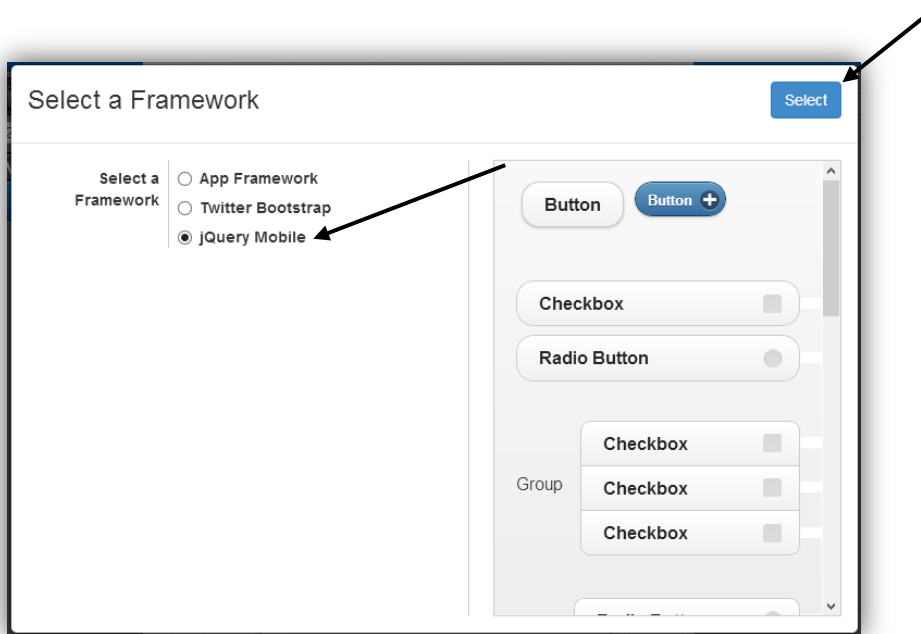 Select a Framework
Select
Select a
Framework
App Framework
Twitter Bootstrap
jQuery Mobile
Button
Button
Checkbox
Radio Button
Group
Checkbox
Checkbox
Checkbox